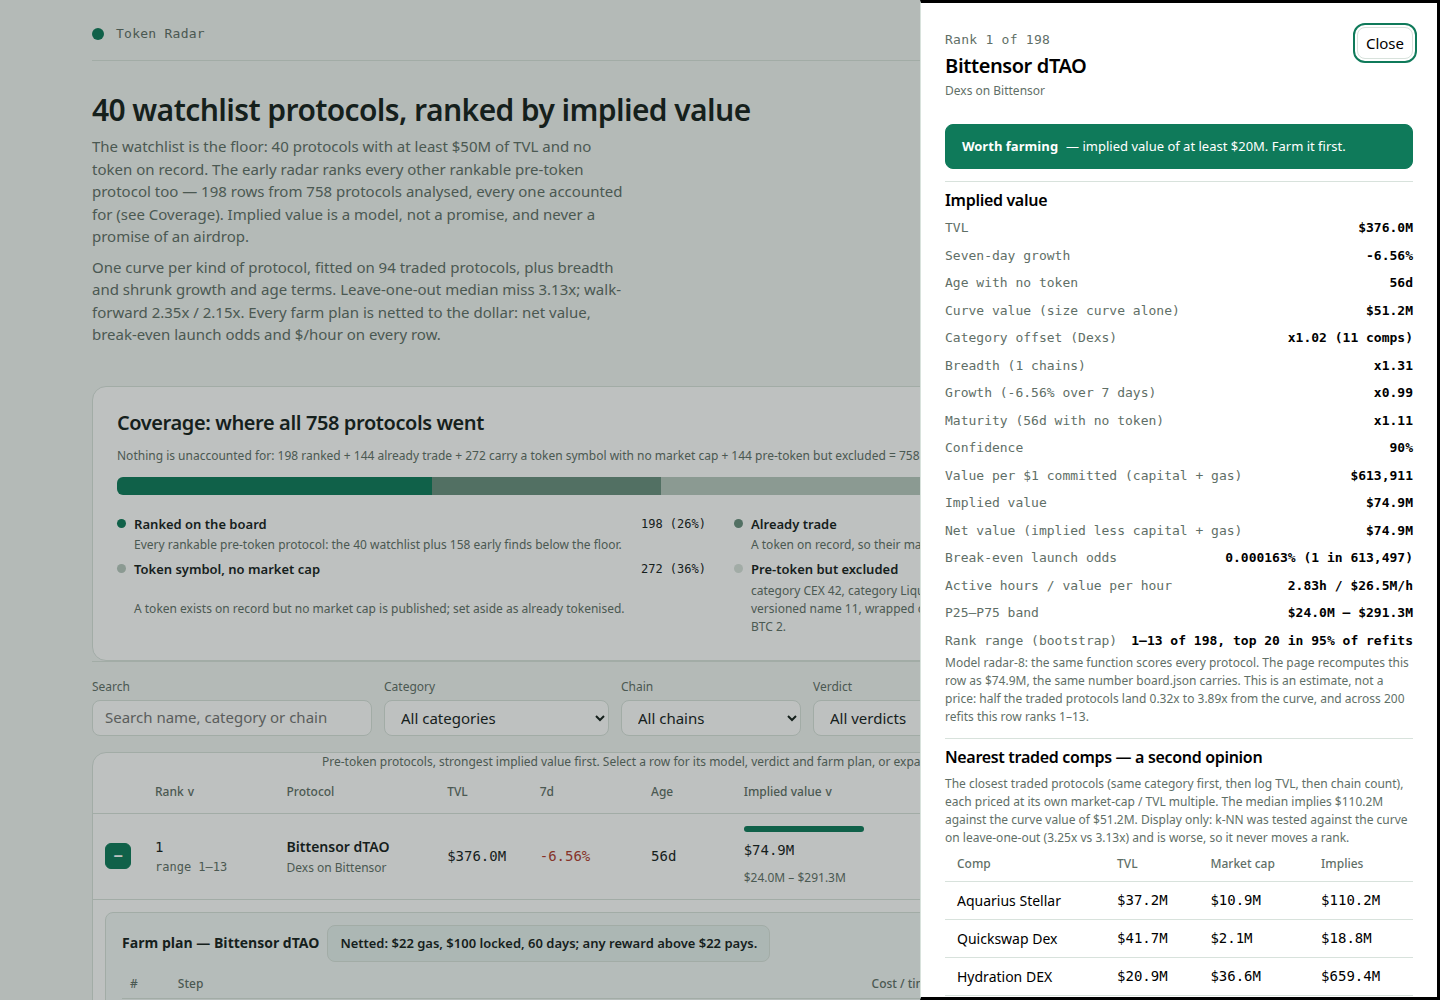 Token Radar
40 watchlist protocols, ranked by implied value
The watchlist is the floor: 40 protocols with at least $50M of TVL and no
token on record. The early radar ranks every other rankable pre-token
protocol too — 198 rows from 758 protocols analysed, every one accounted
for (see Coverage). Implied value is a model, not a promise, and never a
promise of an airdrop.
One curve per kind of protocol, fitted on 94 traded protocols, plus breadth
and shrunk growth and age terms. Leave-one-out median miss 3.13x; walk-
forward 2.35x / 2.15x. Every farm plan is netted to the dollar: net value,
break-even launch odds and $/hour on every row.
Coverage: where all 758 protocols went
Nothing is unaccounted for: 198 ranked + 144 already trade + 272 carry a token symbol with no market cap + 144 pre-token but excluded = 758
Ranked on the board 198 (26%)
Every rankable pre-token protocol: the 40 watchlist plus 158 early finds below the floor.
Already trade
A token on record, so their ma
Token symbol, no market cap 272 (36%)
A token exists on record but no market cap is published; set aside as already tokenised.
Pre-token but excluded
category CEX 42, category Liqu
versioned name 11, wrapped
BTC 2.
Search Category Chain Verdict
Search name, category or chain All categories All chains All verdicts
Pre-token protocols, strongest implied value first. Select a row for its model, verdict and farm plan, or expa
Rank v Protocol TVL 7d Age Implied value v
− 1 Bittensor dTAO $376.0M -6.56% 56d $74.9M
range 1–13 Dexs on Bittensor $24.0M – $291.3M
Farm plan — Bittensor dTAO Netted: $22 gas, $100 locked, 60 days; any reward above $22 pays.
# Step Cost / tir
Rank 1 of 198
Close
Bittensor dTAO
Dexs on Bittensor
Worth farming — implied value of at least $20M. Farm it first.
Implied value
TVL $376.0M
Seven-day growth -6.56%
Age with no token 56d
Curve value (size curve alone) $51.2M
Category offset (Dexs) x1.02 (11 comps)
Breadth (1 chains) x1.31
Growth (-6.56% over 7 days) x0.99
Maturity (56d with no token) x1.11
Confidence 90%
Value per $1 committed (capital + gas) $613,911
Implied value $74.9M
Net value (implied less capital + gas) $74.9M
Break-even launch odds 0.000163% (1 in 613,497)
Active hours / value per hour 2.83h / $26.5M/h
P25–P75 band $24.0M – $291.3M
Rank range (bootstrap) 1–13 of 198, top 20 in 95% of refits
Model radar-8: the same function scores every protocol. The page recomputes this
row as $74.9M, the same number board.json carries. This is an estimate, not a
price: half the traded protocols land 0.32x to 3.89x from the curve, and across 200
refits this row ranks 1–13.
Nearest traded comps — a second opinion
The closest traded protocols (same category first, then log TVL, then chain count),
each priced at its own market-cap / TVL multiple. The median implies $110.2M
against the curve value of $51.2M. Display only: k-NN was tested against the curve
on leave-one-out (3.25x vs 3.13x) and is worse, so it never moves a rank.
Comp TVL Market cap Implies
Aquarius Stellar $37.2M $10.9M $110.2M
Quickswap Dex $41.7M $2.1M $18.8M
Hydration DEX $20.9M $36.6M $659.4M